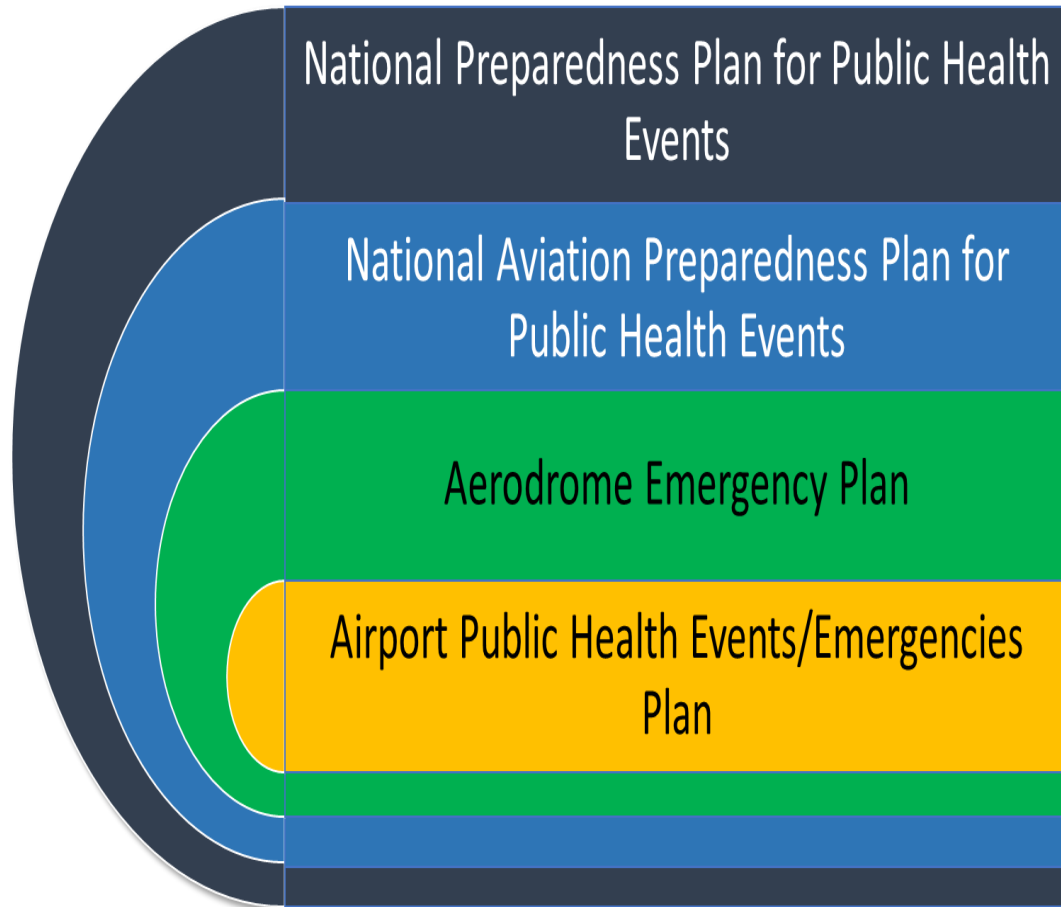 National Preparedness Plan for Public Health
Events
National Aviation Preparedness Plan for
Public Health Events
Aerodrome Emergency Plan
Airport Public Health Events/Emergencies
Plan